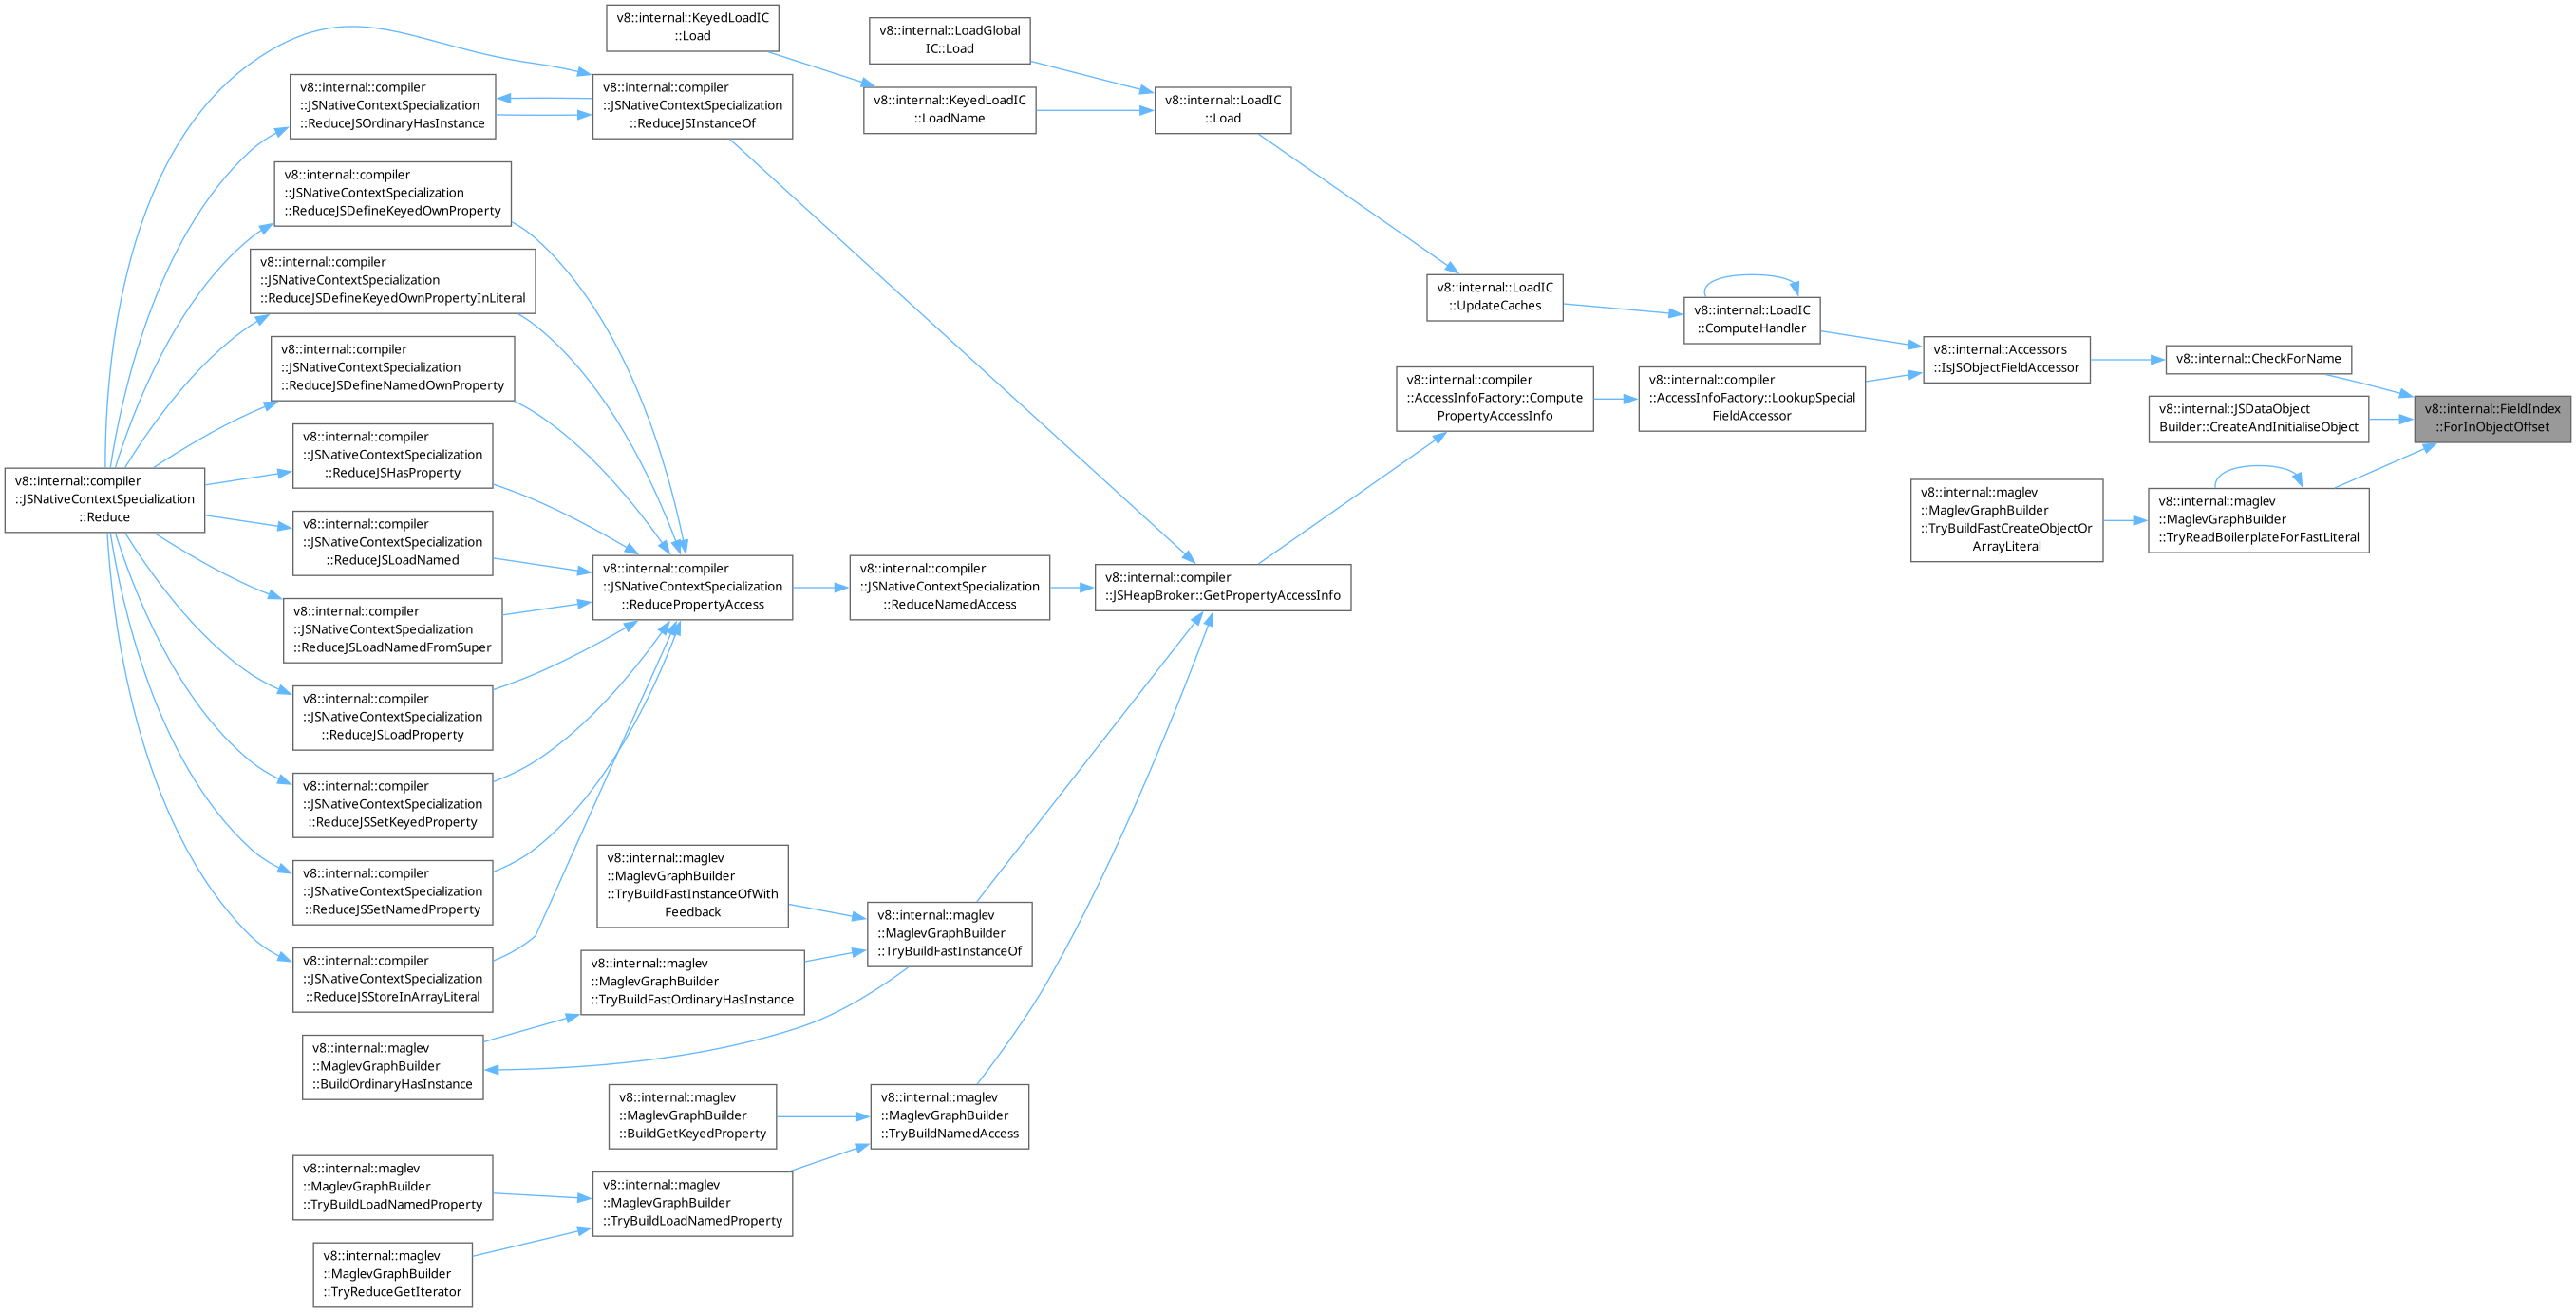 v8::internal::KeyedLoadIC
::Load
v8::internal::LoadGlobal
IC::Load
v8::internal::compiler
::JSNativeContextSpecialization
::ReduceJSOrdinaryHasInstance
v8::internal::compiler
::JSNativeContextSpecialization
::ReduceJSInstanceOf
v8::internal::KeyedLoadIC
::LoadName
v8::internal::LoadIC
::Load
v8::internal::compiler
::JSNativeContextSpecialization
::ReduceJSDefineKeyedOwnProperty
v8::internal::compiler
::JSNativeContextSpecialization
::ReduceJSDefineKeyedOwnPropertyInLiteral
v8::internal::LoadIC
::UpdateCaches
v8::internal::LoadIC
::ComputeHandler
v8::internal::compiler
::JSNativeContextSpecialization
::ReduceJSDefineNamedOwnProperty
v8::internal::Accessors
::IsJSObjectFieldAccessor
v8::internal::CheckForName
v8::internal::compiler
::AccessInfoFactory::Compute
PropertyAccessInfo
v8::internal::compiler
::AccessInfoFactory::LookupSpecial
FieldAccessor
v8::internal::JSDataObject
Builder::CreateAndInitialiseObject
v8::internal::FieldIndex
::ForInObjectOffset
v8::internal::compiler
::JSNativeContextSpecialization
::ReduceJSHasProperty
v8::internal::compiler
::JSNativeContextSpecialization
::Reduce
v8::internal::maglev
::MaglevGraphBuilder
::TryBuildFastCreateObjectOr
ArrayLiteral
v8::internal::maglev
::MaglevGraphBuilder
::TryReadBoilerplateForFastLiteral
v8::internal::compiler
::JSNativeContextSpecialization
::ReduceJSLoadNamed
v8::internal::compiler
::JSNativeContextSpecialization
::ReducePropertyAccess
v8::internal::compiler
::JSNativeContextSpecialization
::ReduceNamedAccess
v8::internal::compiler
::JSHeapBroker::GetPropertyAccessInfo
v8::internal::compiler
::JSNativeContextSpecialization
::ReduceJSLoadNamedFromSuper
v8::internal::compiler
::JSNativeContextSpecialization
::ReduceJSLoadProperty
v8::internal::compiler
::JSNativeContextSpecialization
::ReduceJSSetKeyedProperty
v8::internal::compiler
::JSNativeContextSpecialization
::ReduceJSSetNamedProperty
v8::internal::maglev
::MaglevGraphBuilder
::TryBuildFastInstanceOfWith
Feedback
v8::internal::maglev
::MaglevGraphBuilder
::TryBuildFastInstanceOf
v8::internal::compiler
::JSNativeContextSpecialization
::ReduceJSStoreInArrayLiteral
v8::internal::maglev
::MaglevGraphBuilder
::TryBuildFastOrdinaryHasInstance
v8::internal::maglev
::MaglevGraphBuilder
::BuildOrdinaryHasInstance
v8::internal::maglev
::MaglevGraphBuilder
::BuildGetKeyedProperty
v8::internal::maglev
::MaglevGraphBuilder
::TryBuildNamedAccess
v8::internal::maglev
::MaglevGraphBuilder
::TryBuildLoadNamedProperty
v8::internal::maglev
::MaglevGraphBuilder
::TryBuildLoadNamedProperty
v8::internal::maglev
::MaglevGraphBuilder
::TryReduceGetIterator